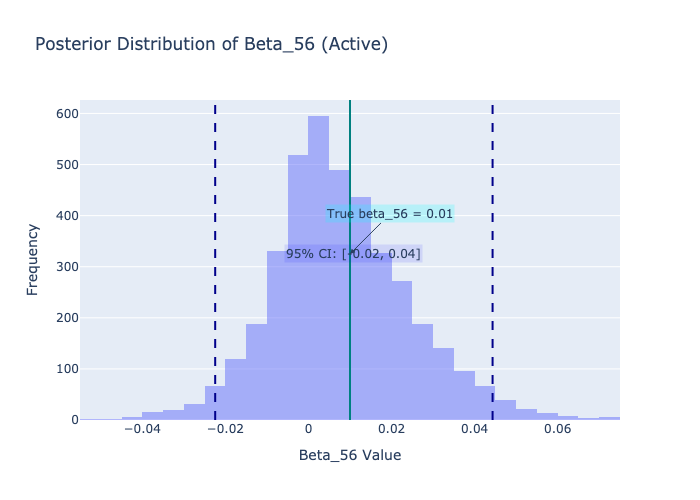 Posterior Distribution of Beta_56 (Active)
600
500
400
300
200
100
0
Frequency
True beta_56 = 0.01
95% CI: [-0.02, 0.04]
−0.04
−0.02
0
0.02
0.04
0.06
Beta_56 Value